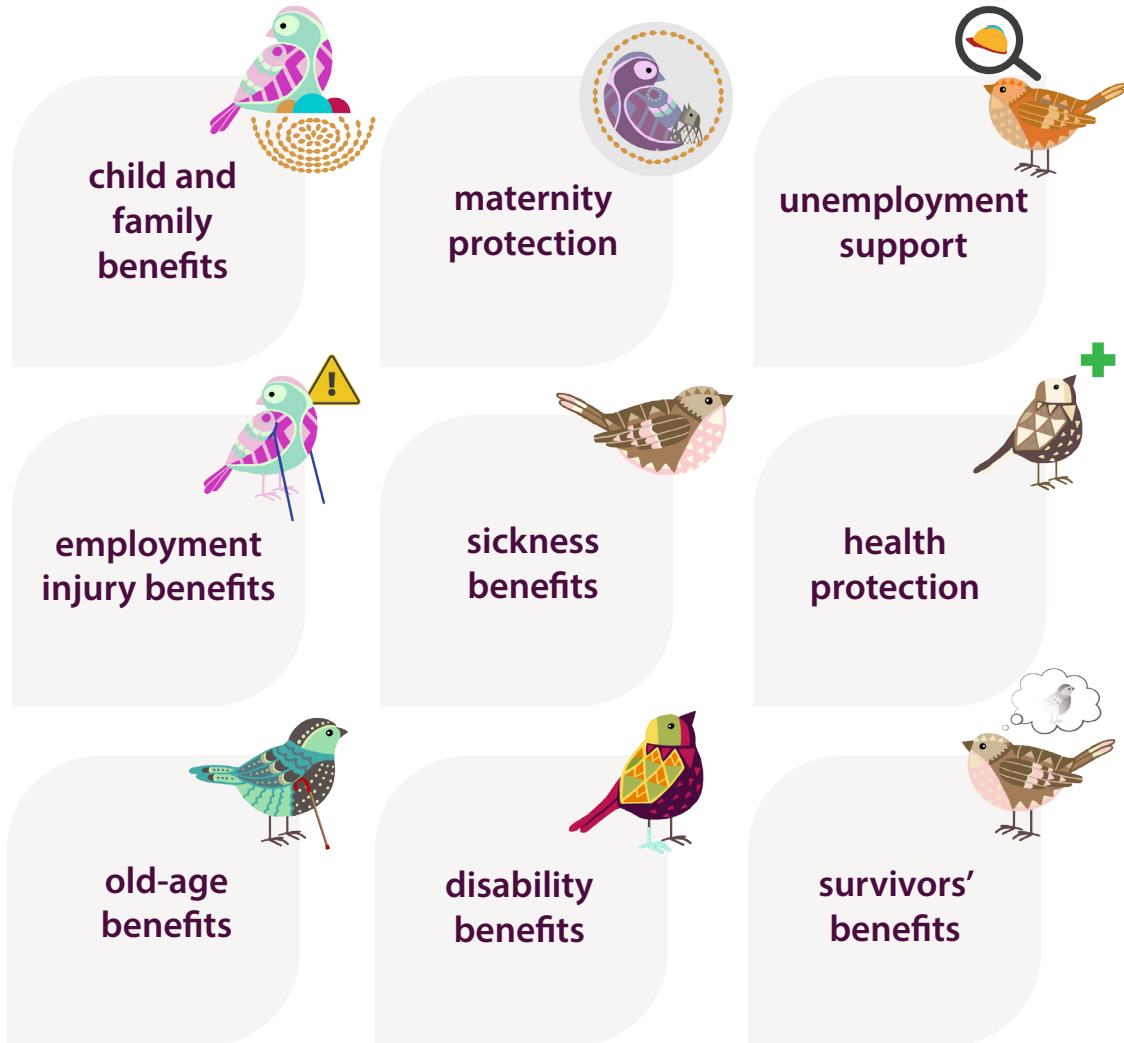 child and
family
benefits
maternity
protection
unemployment
support
employment
injury benefits
sickness
benefits
health
protection
old-age
benefits
disability
benefits
survivors’
benefits